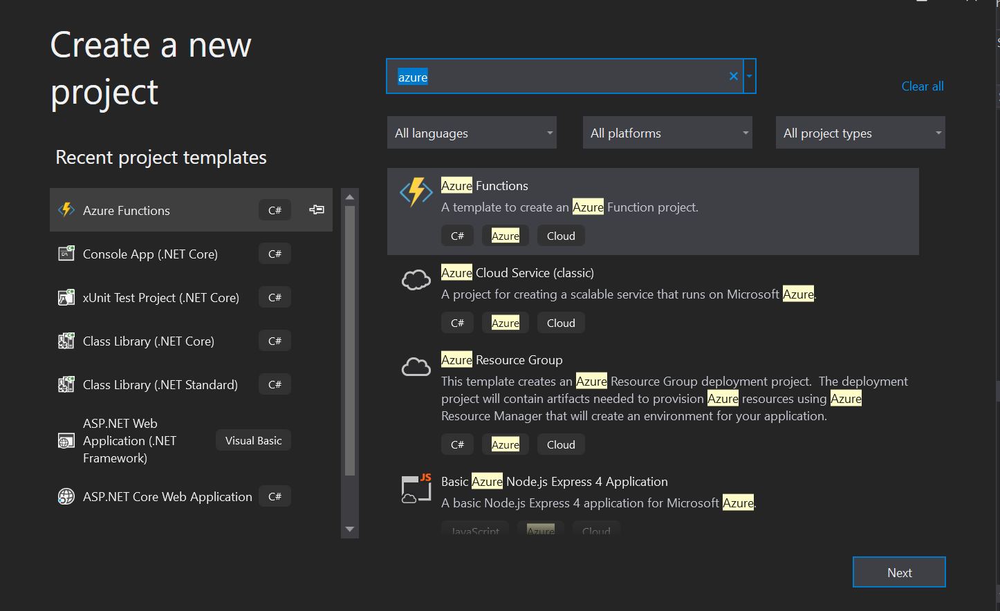 Create a new
project
azure
Clear all
All languages
All platforms
All project types
Recent project templates
Azure Functions
C#
Console App (.NET Core)
C#
xUnit Test Project (.NET Core)
C#
Class Library (.NET Core)
C#
Class Library (.NET Standard)
C#
ASP.NET Web
Application (.NET
Framework)
Visual Basic
ASP.NET Core Web Application
C#
Azure Functions
A template to create an Azure Function project.
C#
Azure
Cloud
Azure Cloud Service (classic)
A project for creating a scalable service that runs on Microsoft Azure.
C#
Azure
Cloud
Azure Resource Group
This template creates an Azure Resource Group deployment project.  The deployment
project will contain artifacts needed to provision Azure resources using Azure
Resource Manager that will create an environment for your application.
C#
Azure
Cloud
JS
Basic Azure Node.js Express 4 Application
A basic Node.js Express 4 application for Microsoft Azure.
JavaScript
Azure
Cloud
Next